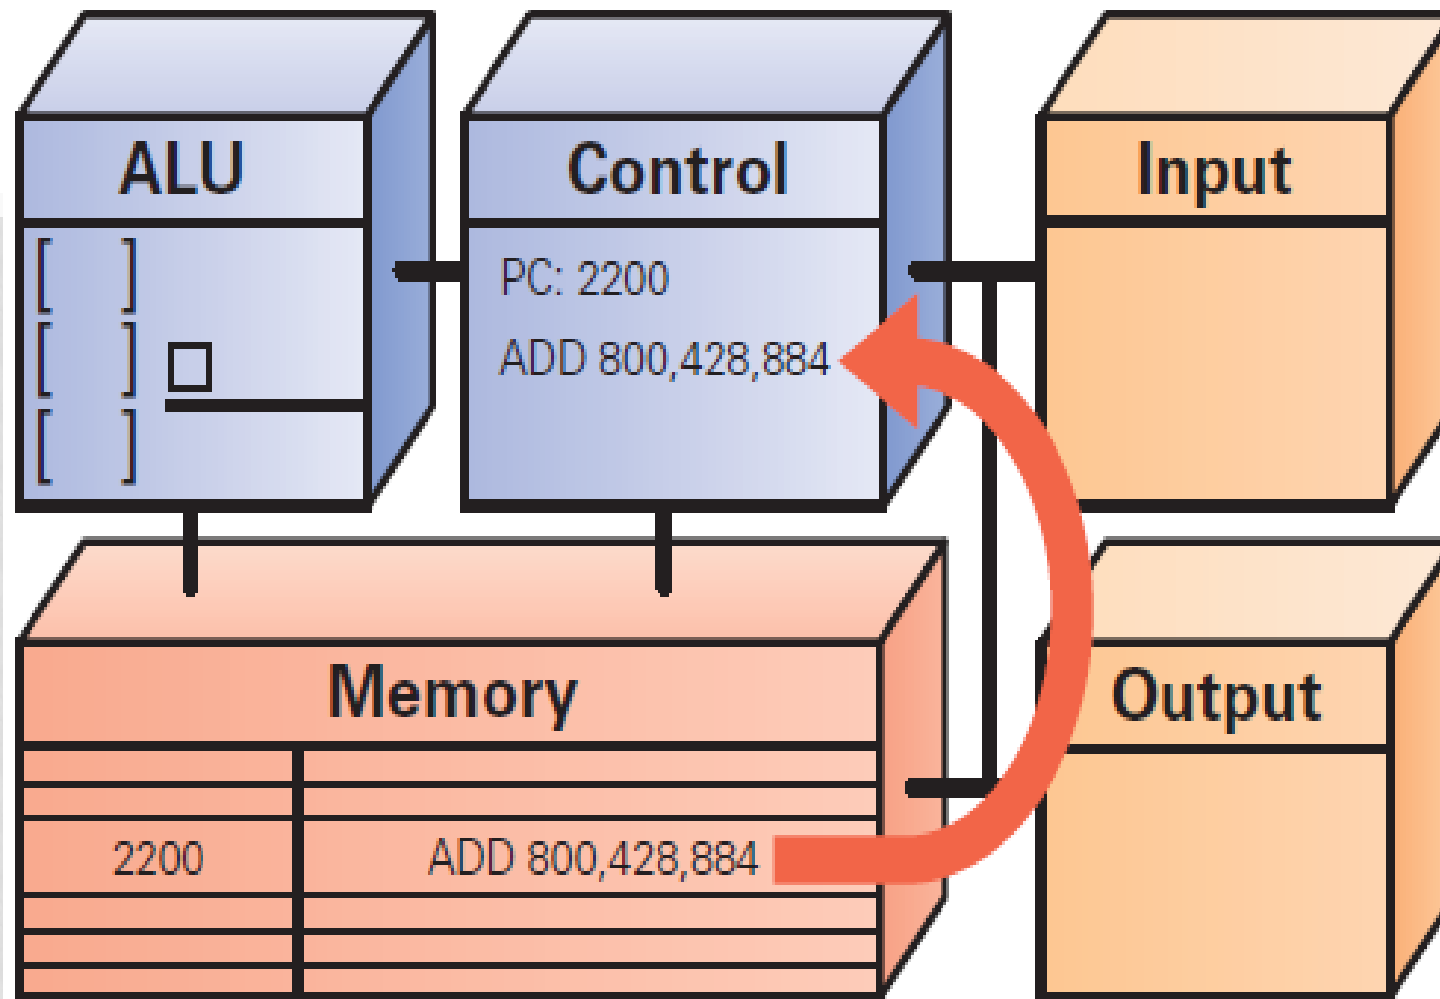 ALU
[ ]
[ ]
[ ]
Control
PC: 2200
ADD 800,428,884
Input
Memory
2200 ADD 800,428,884
Output